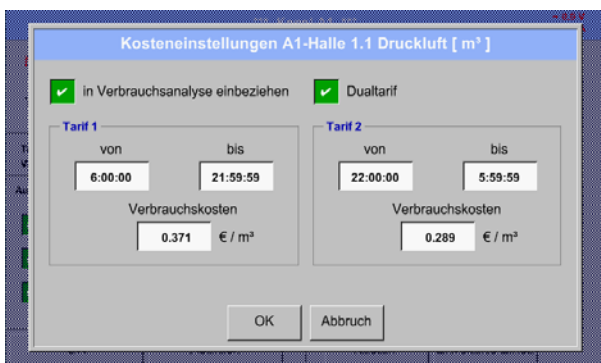 Kosteneinstellungen A1-Halle 1.1 Druckluft [ m³ ]
✔ in Verbrauchsanalyse einbeziehen ✔ Dualtarif
Tarif 1
von bis
6:00:00 21:59:59
Verbrauchskosten
0.371 € / m³
Tarif 2
von bis
22:00:00 5:59:59
Verbrauchskosten
0.289 € / m³
OK Abbruch